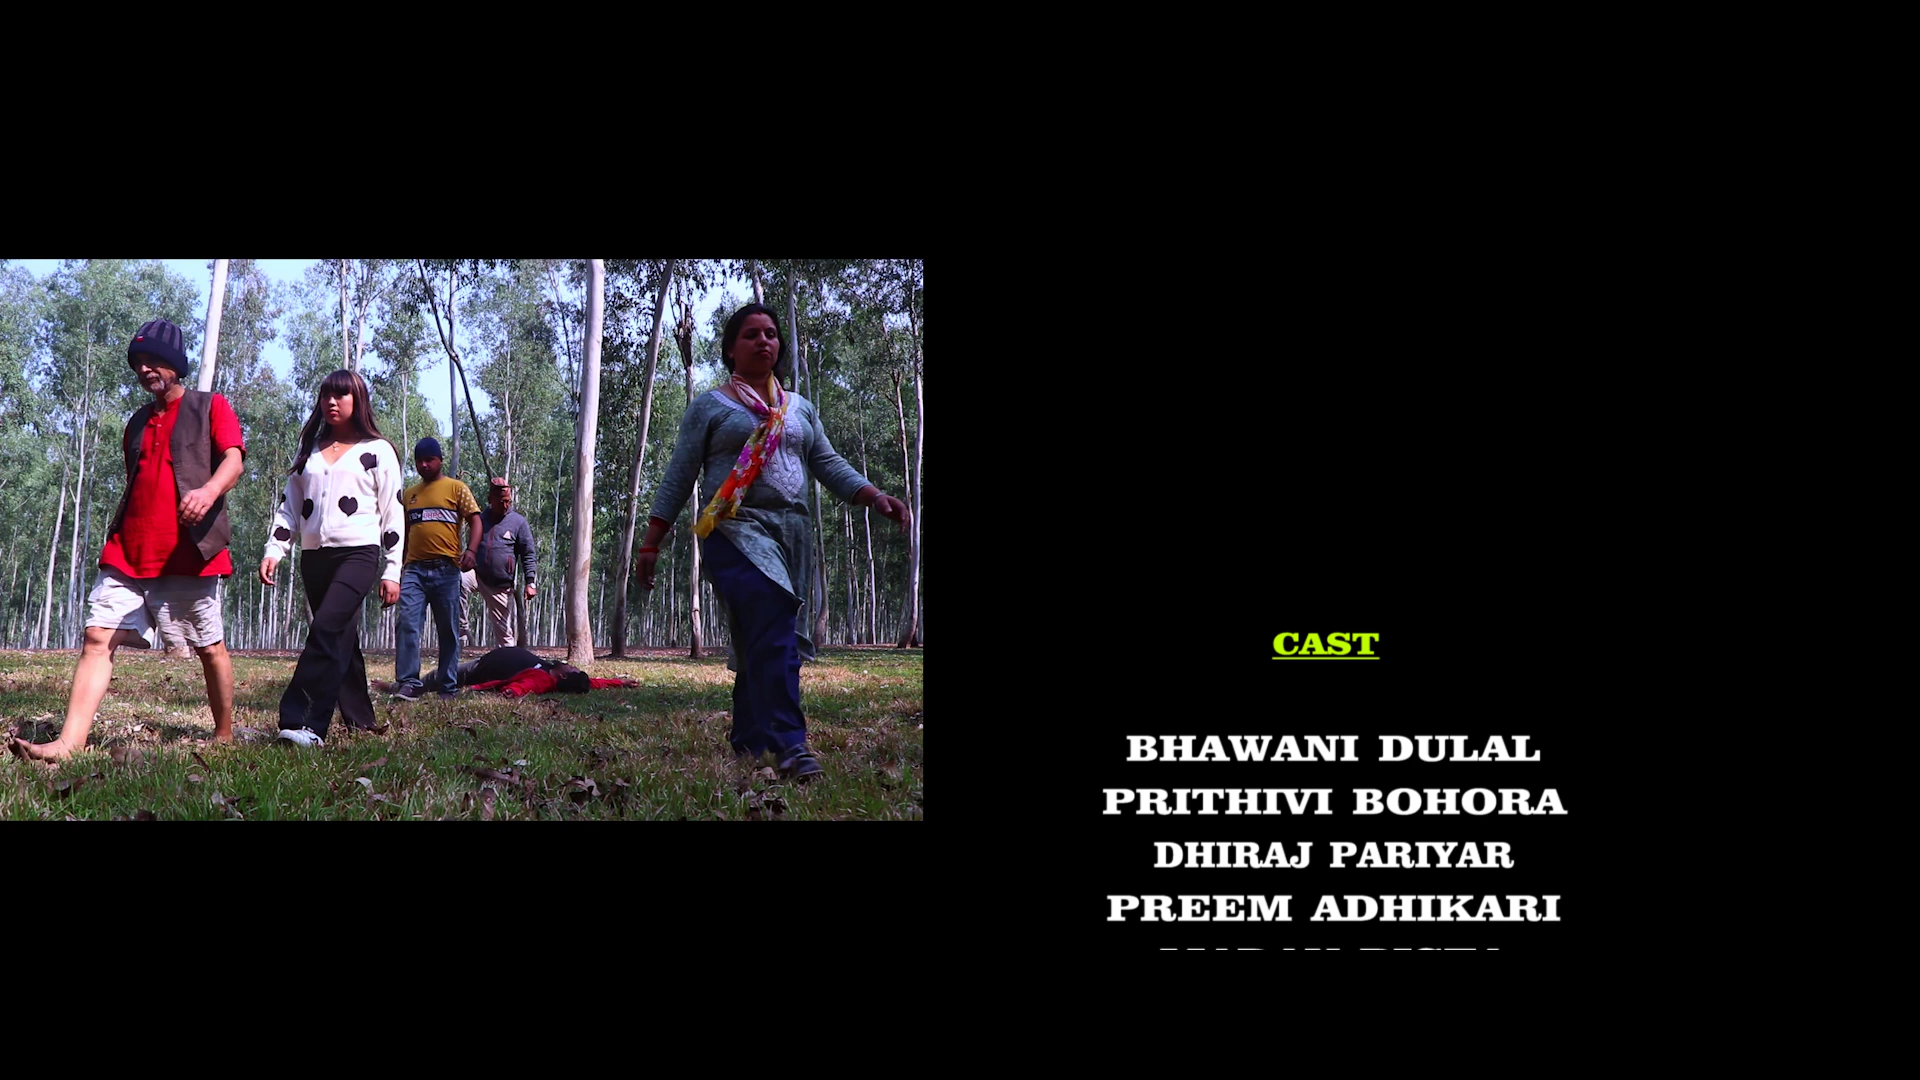 CAST
BHAWANI DULAL
PRITHIVI BOHORA
DHIRAJ PARIYAR
PREEM ADHIKARI